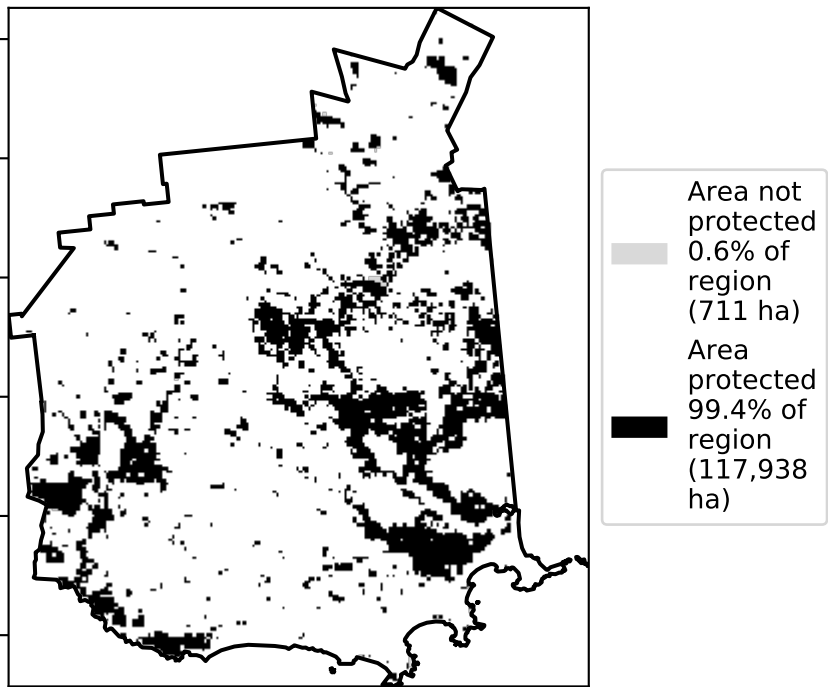 Area not
protected
0.6% of
region
(711 ha)
Area
protected
99.4% of
region
(117,938
ha)